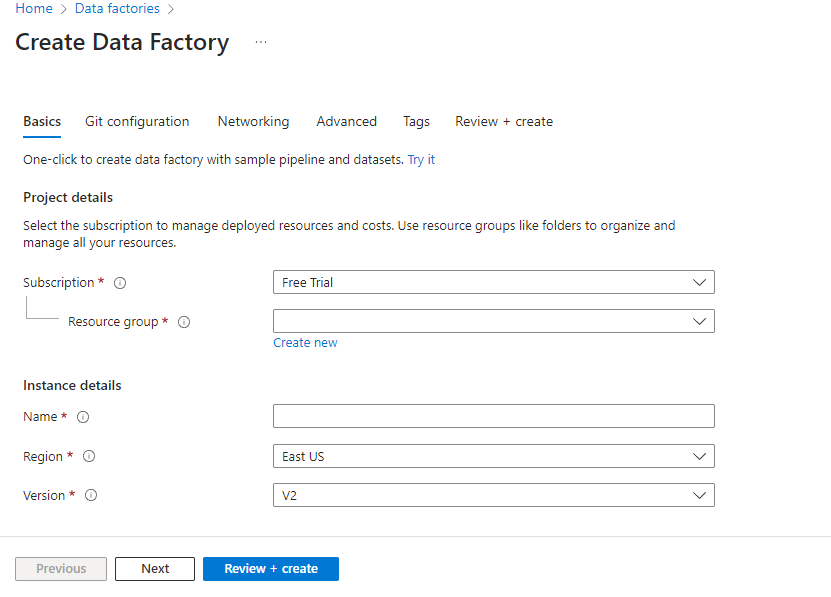 Home > Data factories >
Create Data Factory ...
Basics Git configuration Networking Advanced Tags Review + create
One-click to create data factory with sample pipeline and datasets. Try it
Project details
Select the subscription to manage deployed resources and costs. Use resource groups like folders to organize and
manage all your resources.
Subscription * Free Trial
Resource group *
Create new
Instance details
Name *
Region * East US
Version * V2
Previous Next Review + create